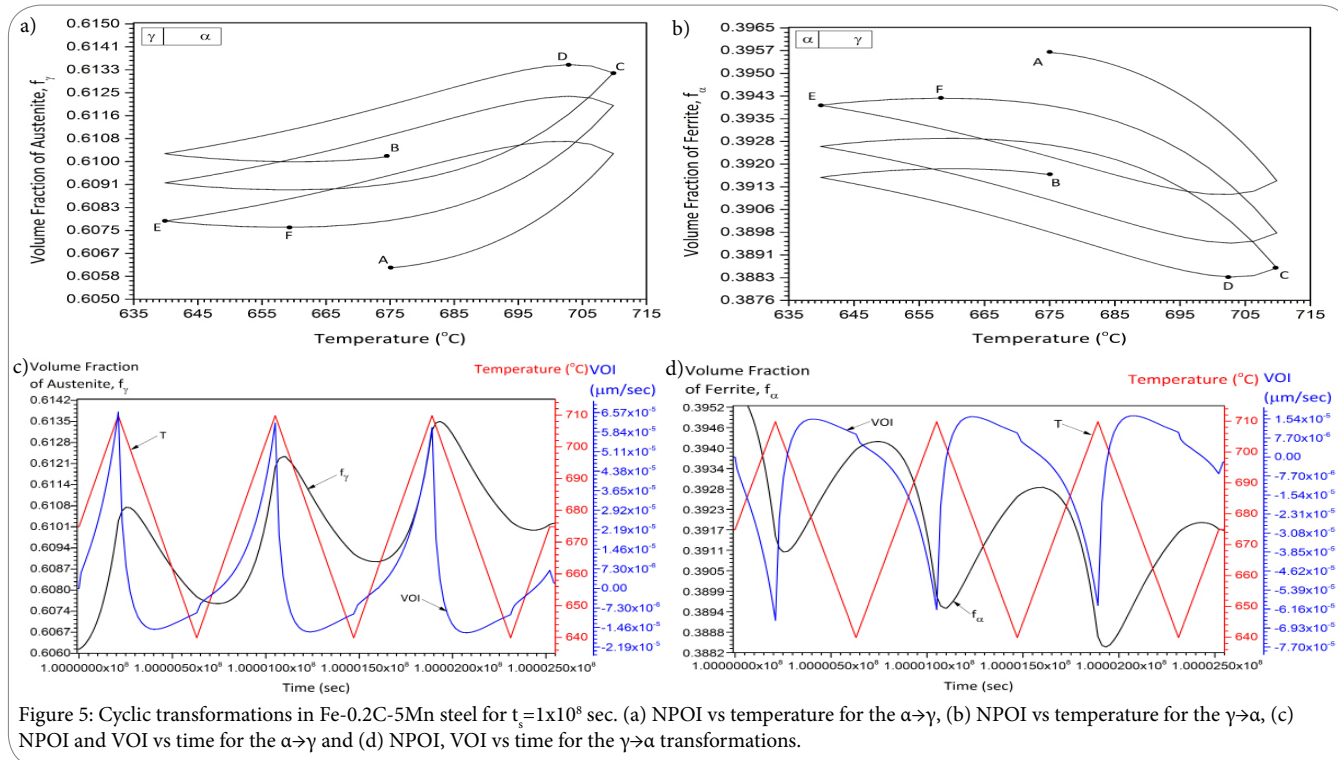 a)
γ α
Volume Fraction of Austenite, fγ
0.6150
0.6141
0.6133
0.6125
0.6116
0.6108
0.6100
0.6091
0.6083
0.6075
0.6067
0.6058
0.6050
D
C
B
E
F
A
635 645 655 665 675 685 695 705 715
Temperature (°C)
b)
α γ
Volume Fraction of Ferrite, fα
0.3965
0.3957
0.3950
0.3943
0.3935
0.3928
0.3920
0.3913
0.3906
0.3898
0.3891
0.3883
0.3876
A
E
F
B
C
D
635 645 655 665 675 685 695 705 715
Temperature (°C)
c)
Volume Fraction
of Austenite, fγ
Temperature (°C)
VOI
(µm/sec)
0.6142
0.6135
0.6128
0.6121
0.6114
0.6108
0.6101
0.6094
0.6087
0.6080
0.6074
0.6067
0.6060
T
fγ
VOI
710
700
690
680
670
660
650
640
6.57x10⁻⁵
5.84x10⁻⁵
5.11x10⁻⁵
4.38x10⁻⁵
3.65x10⁻⁵
2.92x10⁻⁵
2.19x10⁻⁵
1.46x10⁻⁵
7.30x10⁻⁶
0.00
-7.30x10⁻⁶
-1.46x10⁻⁵
-2.19x10⁻⁵
1.00000000x10⁸ 1.00000050x10⁸ 1.00000100x10⁸ 1.00000150x10⁸ 1.00000200x10⁸ 1.00000250x10⁸
Time (sec)
d)
Volume Fraction
of Ferrite, fα
Temperature (°C)
VOI
(µm/sec)
0.3952
0.3946
0.3940
0.3934
0.3928
0.3923
0.3917
0.3911
0.3905
0.3899
0.3894
0.3888
0.3882
VOI
T
fα
710
700
690
680
670
660
650
640
1.54x10⁻⁵
7.70x10⁻⁶
0.00
-7.70x10⁻⁶
-1.54x10⁻⁵
-2.31x10⁻⁵
-3.08x10⁻⁵
-3.85x10⁻⁵
-4.62x10⁻⁵
-5.39x10⁻⁵
-6.16x10⁻⁵
-6.93x10⁻⁵
-7.70x10⁻⁵
1.00000000x10⁸ 1.00000050x10⁸ 1.00000100x10⁸ 1.00000150x10⁸ 1.00000200x10⁸ 1.00000250x10⁸
Time (sec)
Figure 5: Cyclic transformations in Fe-0.2C-5Mn steel for tₛ=1x10⁸ sec. (a) NPOI vs temperature for the α→γ, (b) NPOI vs temperature for the γ→α, (c)
NPOI and VOI vs time for the α→γ and (d) NPOI, VOI vs time for the γ→α transformations.